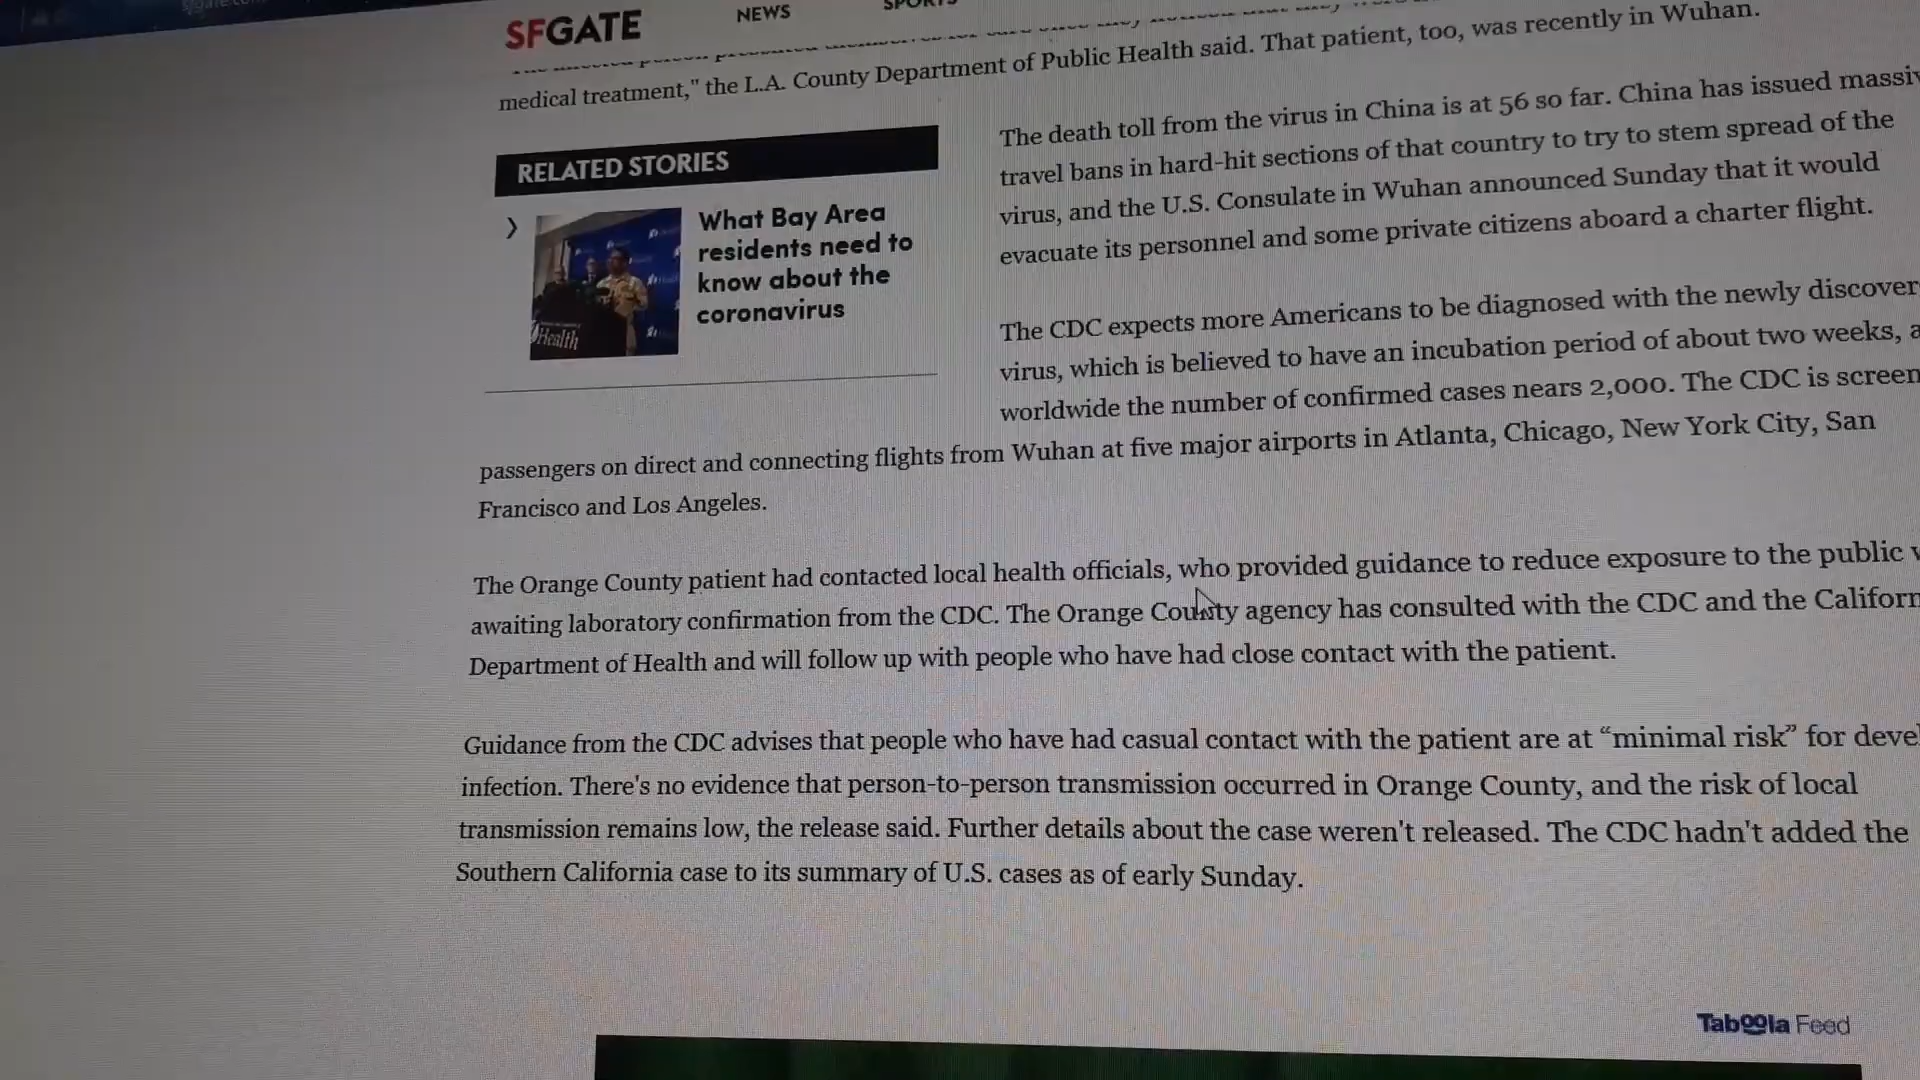 SFGATE NEWS SPORTS
medical treatment," the L.A. County Department of Public Health said. That patient, too, was recently in Wuhan.
RELATED STORIES
What Bay Area
residents need to
know about the
coronavirus
Health
The death toll from the virus in China is at 56 so far. China has issued
travel bans in hard-hit sections of that country to try to stem spread of the
virus, and the U.S. Consulate in Wuhan announced Sunday that it would
evacuate its personnel and some private citizens aboard a charter flight.
The CDC expects more Americans to be diagnosed with the newly
virus, which is believed to have an incubation period of about two weeks,
worldwide the number of confirmed cases nears 2,000. The CDC is
passengers on direct and connecting flights from Wuhan at five major airports in Atlanta, Chicago, New York City, San
Francisco and Los Angeles.
The Orange County patient had contacted local health officials, who provided guidance to reduce exposure to the public
awaiting laboratory confirmation from the CDC. The Orange County agency has consulted with the CDC and the
Department of Health and will follow up with people who have had close contact with the patient.
Guidance from the CDC advises that people who have had casual contact with the patient are at “minimal risk” for
infection. There's no evidence that person-to-person transmission occurred in Orange County, and the risk of local
transmission remains low, the release said. Further details about the case weren't released. The CDC hadn't added the
Southern California case to its summary of U.S. cases as of early Sunday.
Taboola Feed